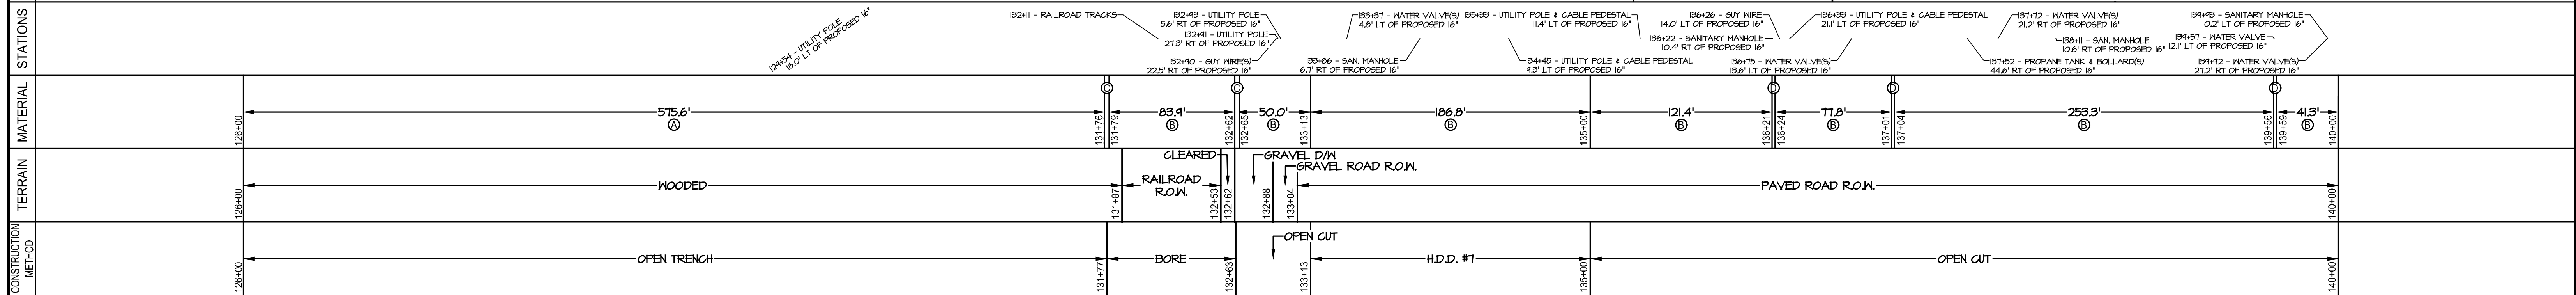 STATIONS
129+54 - UTILITY POLE
16.0' LT OF PROPOSED 16"
132+11 - RAILROAD TRACKS
132+93 - UTILITY POLE
5.6' RT OF PROPOSED 16"
132+91 - UTILITY POLE
27.3' RT OF PROPOSED 16"
132+90 - GUY WIRE(S)
22.5' RT OF PROPOSED 16"
133+37 - WATER VALVE(S)
4.8' LT OF PROPOSED 16"
133+86 - SAN. MANHOLE
6.7' RT OF PROPOSED 16"
135+33 - UTILITY POLE & CABLE PEDESTAL
11.4' LT OF PROPOSED 16"
134+45 - UTILITY POLE & CABLE PEDESTAL
9.3' LT OF PROPOSED 16"
136+26 - GUY WIRE
14.0' LT OF PROPOSED 16"
136+22 - SANITARY MANHOLE
10.4' RT OF PROPOSED 16"
136+75 - WATER VALVE(S)
13.6' LT OF PROPOSED 16"
136+33 - UTILITY POLE & CABLE PEDESTAL
21.1' LT OF PROPOSED 16"
137+72 - WATER VALVE(S)
21.2' RT OF PROPOSED 16"
138+11 - SAN. MANHOLE
10.6' RT OF PROPOSED 16"
137+52 - PROPANE TANK & BOLLARD(S)
44.6' RT OF PROPOSED 16"
139+93 - SANITARY MANHOLE
10.2' LT OF PROPOSED 16"
139+57 - WATER VALVE
12.1' LT OF PROPOSED 16"
139+92 - WATER VALVE(S)
27.2' RT OF PROPOSED 16"
MATERIAL
126+00
575.6'
A
131+76
C
131+79
83.9'
B
132+62
C
132+65
50.0'
B
133+13
186.8'
B
135+00
121.4'
B
136+21
D
136+24
77.8'
B
137+01
D
137+04
253.3'
B
139+56
D
139+59
41.3'
B
140+00
TERRAIN
126+00
WOODED
131+87
RAILROAD
R.O.W.
132+53
CLEARED
132+62
GRAVEL D/W
132+88
GRAVEL ROAD R.O.W.
133+04
PAVED ROAD R.O.W.
140+00
CONSTRUCTION
METHOD
126+00
OPEN TRENCH
131+77
BORE
132+63
OPEN CUT
133+13
H.D.D. #7
135+00
OPEN CUT
140+00